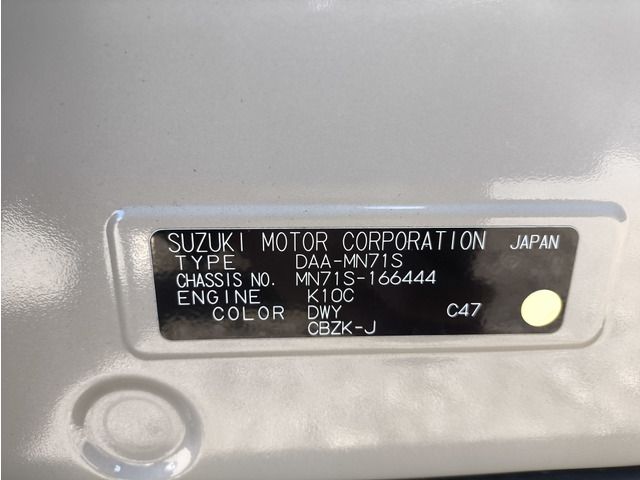 SUZUKI MOTOR CORPORATION JAPAN
TYPE DAA-MN71S
CHASSIS NO. MN71S-166444
ENGINE K10C
COLOR DWY C47
CBZK-J